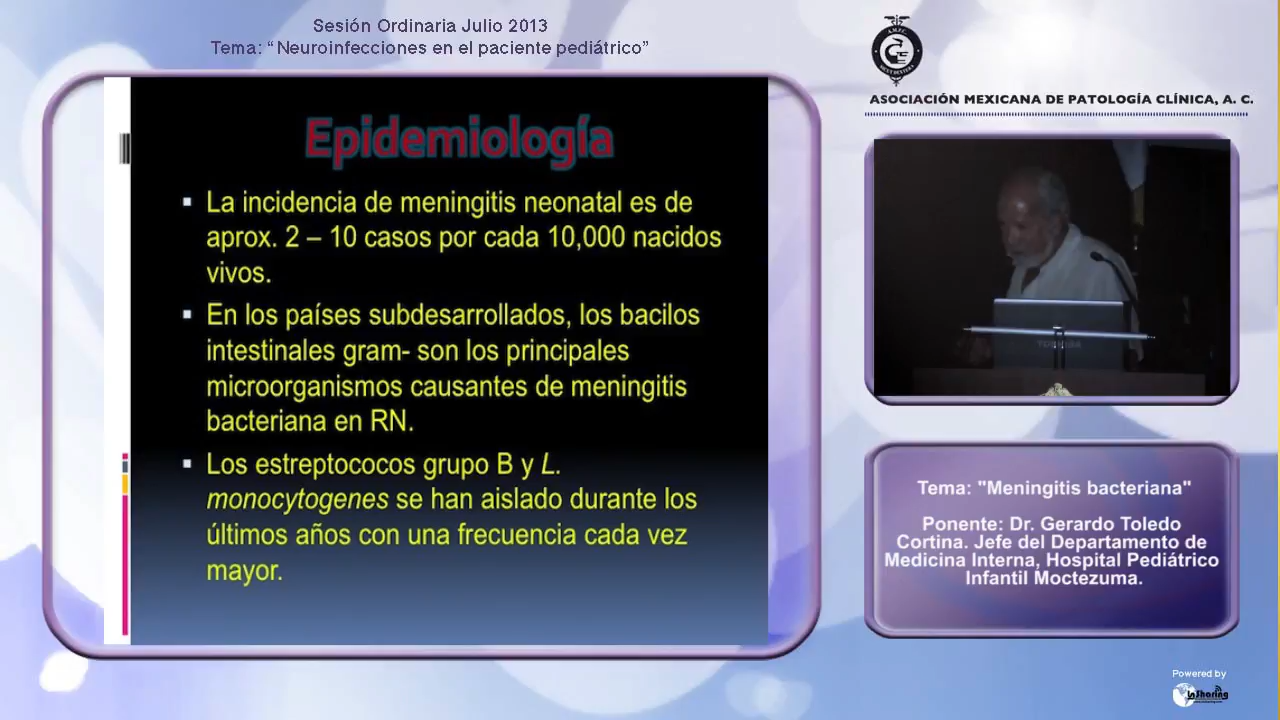 Sesión Ordinaria Julio 2013
Tema: “Neuroinfecciones en el paciente pediátrico”
ASOCIACIÓN MEXICANA DE PATOLOGÍA CLÍNICA, A. C.
Epidemiología
La incidencia de meningitis neonatal es de
aprox. 2 – 10 casos por cada 10,000 nacidos
vivos.
En los países subdesarrollados, los bacilos
intestinales gram- son los principales
microorganismos causantes de meningitis
bacteriana en RN.
Los estreptococos grupo B y L.
monocytogenes se han aislado durante los
últimos años con una frecuencia cada vez
mayor.
TOSHIBA
Tema: "Meningitis bacteriana"
Ponente: Dr. Gerardo Toledo
Cortina. Jefe del Departamento de
Medicina Interna, Hospital Pediátrico
Infantil Moctezuma.
Powered by
InSharing